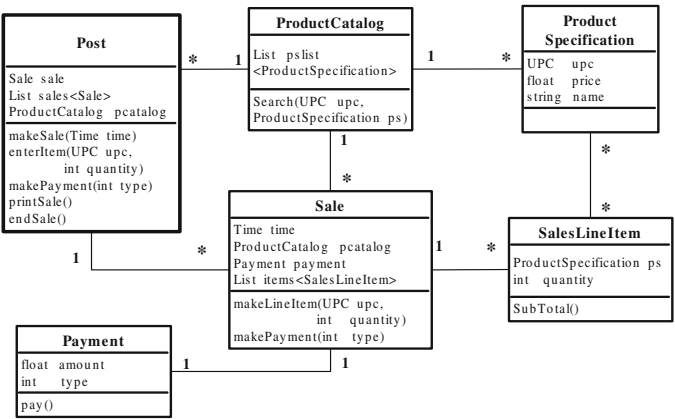 Post
Sale sale
List sales<Sale>
ProductCatalog pcatalog
makeSale(Time time)
enterItem(UPC upc,
int quantity)
makePayment(int type)
printSale()
endSale()
*
1
ProductCatalog
List pslist
<ProductSpecification>
Search(UPC upc,
ProductSpecification ps)
1
*
Product
Specification
UPC upc
float price
string name
1
*
*
*
1
*
Sale
Time time
ProductCatalog pcatalog
Payment payment
List items<SalesLineItem>
makeLineItem(UPC upc,
int quantity)
makePayment(int type)
1
*
SalesLineItem
ProductSpecification ps
int quantity
SubTotal()
Payment
float amount
int type
pay()
1
1